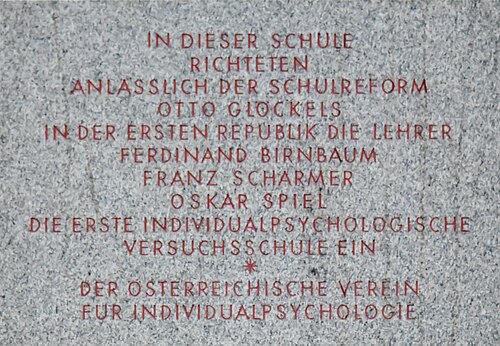 IN DIESER SCHULE
RICHTETEN
ANLÄSSLICH DER SCHULREFORM
OTTO GLÖCKELS
IN DER ERSTEN REPUBLIK DIE LEHRER
FERDINAND BIRNBAUM
FRANZ SCHARMER
OSKAR SPIEL
DIE ERSTE INDIVIDUALPSYCHOLOGISCHE
VERSUCHSSCHULE EIN
*
DER ÖSTERREICHISCHE VEREIN
FÜR INDIVIDUALPSYCHOLOGIE